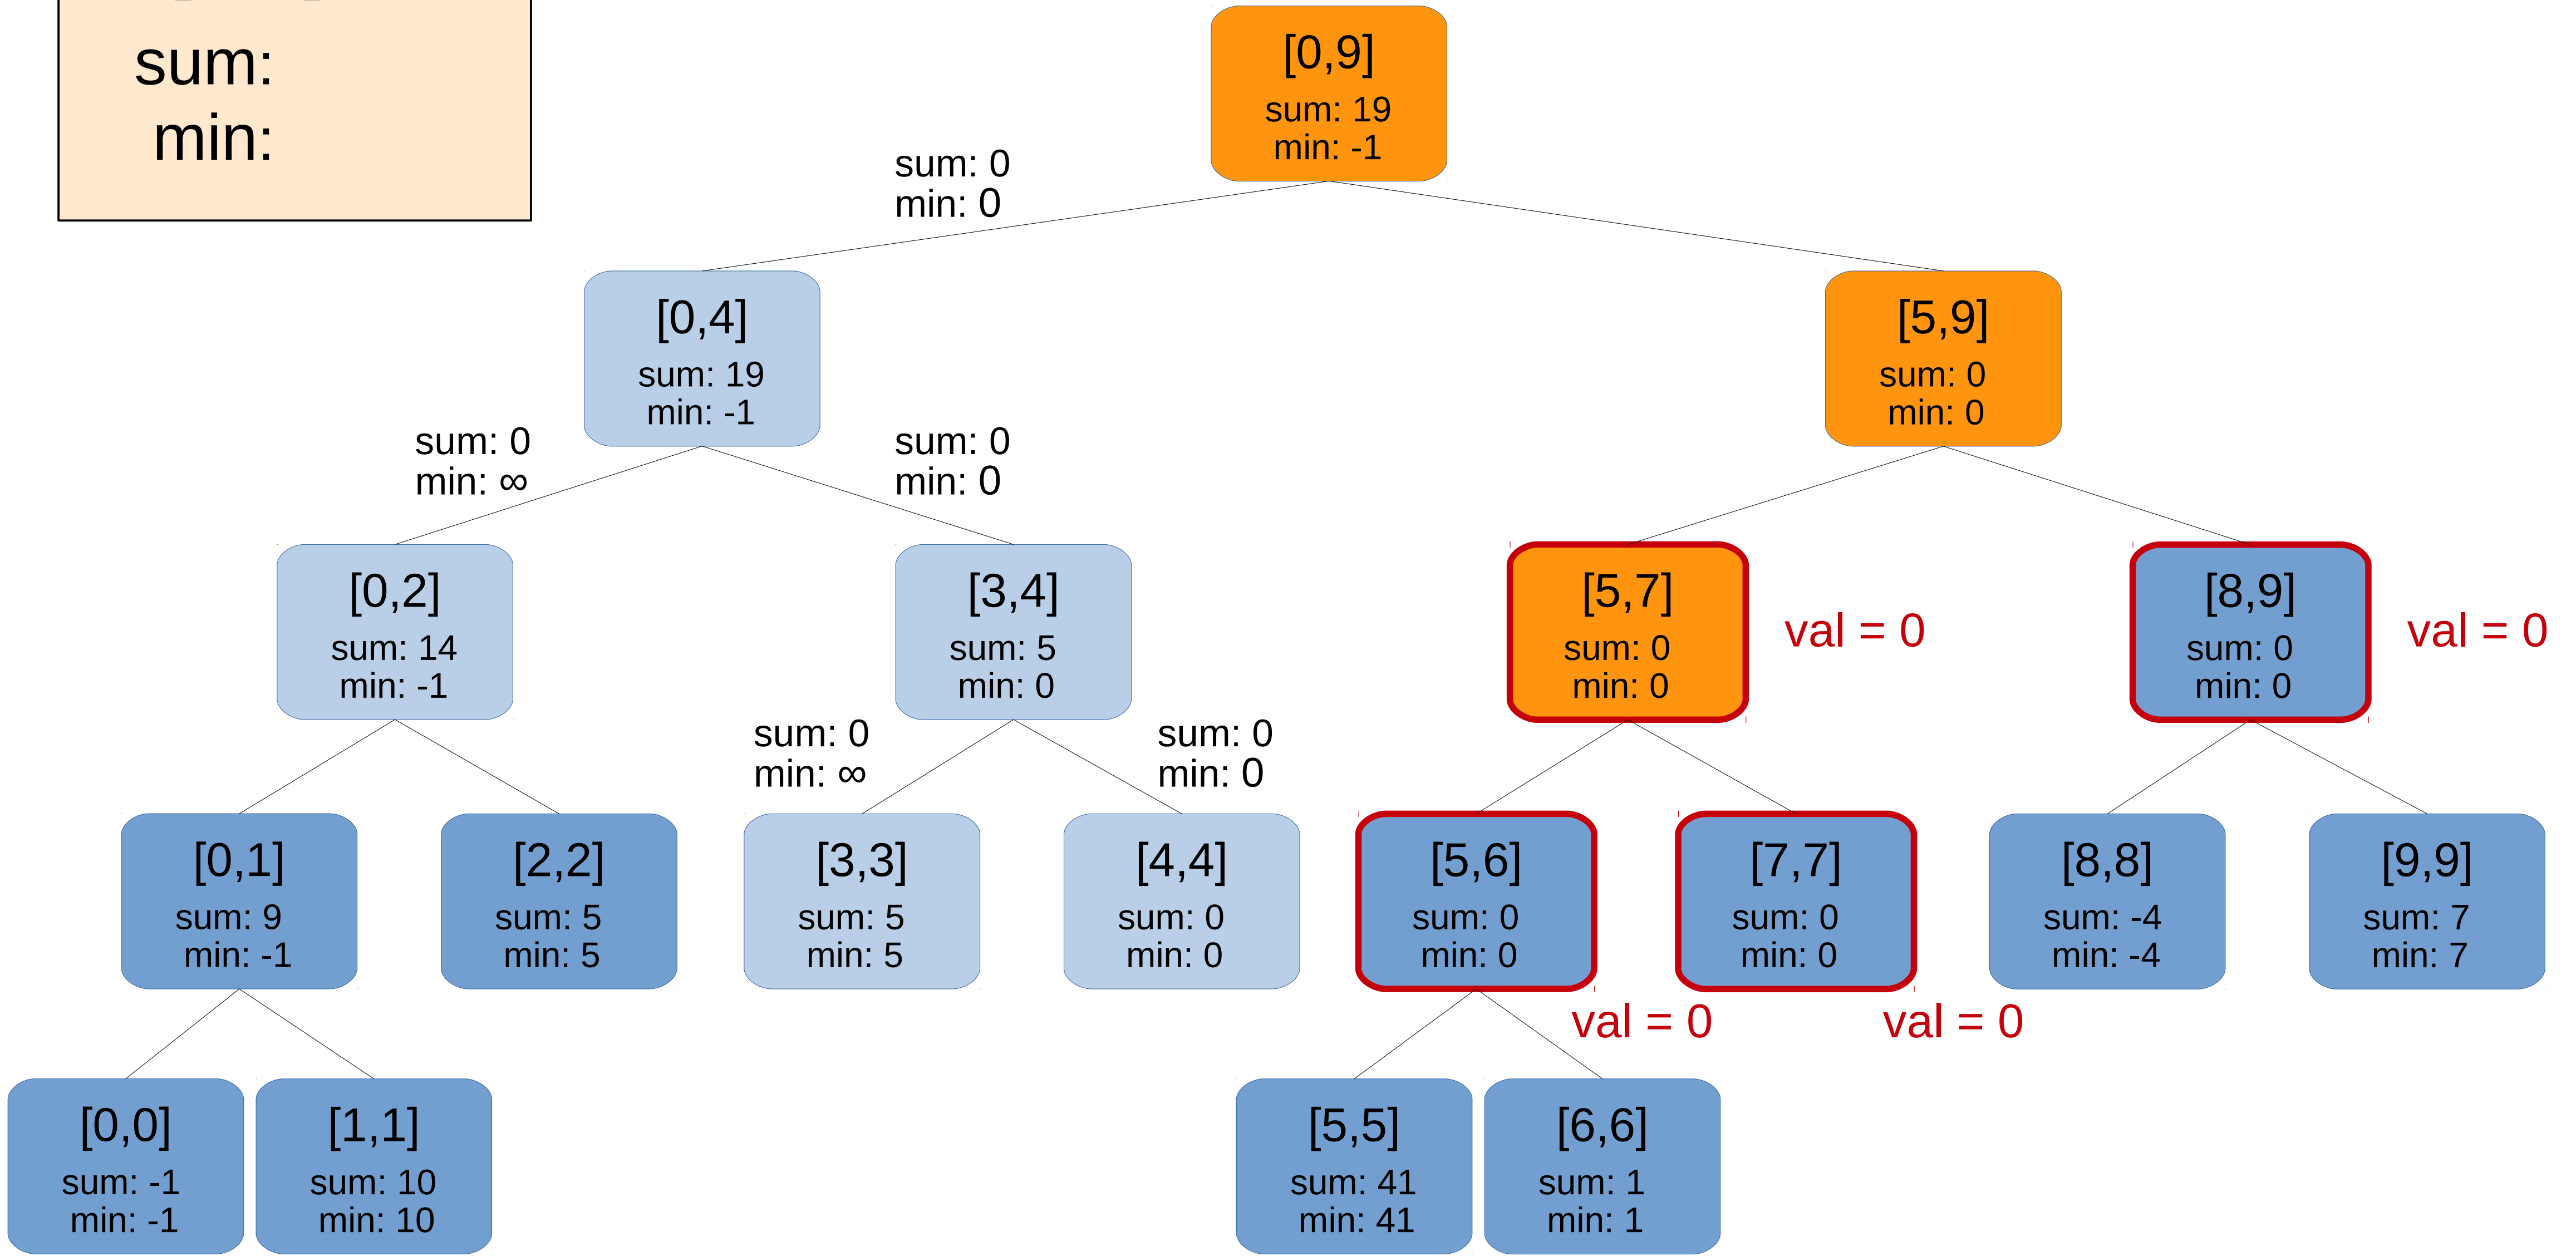 sum:
min:
[0,9]
sum: 19
min: -1
sum: 0
min: 0
[0,4]
sum: 19
min: -1
[5,9]
sum: 0
min: 0
sum: 0
min: ∞
sum: 0
min: 0
[0,2]
sum: 14
min: -1
[3,4]
sum: 5
min: 0
[5,7]
sum: 0
min: 0
val = 0
[8,9]
sum: 0
min: 0
val = 0
sum: 0
min: ∞
sum: 0
min: 0
[0,1]
sum: 9
min: -1
[2,2]
sum: 5
min: 5
[3,3]
sum: 5
min: 5
[4,4]
sum: 0
min: 0
[5,6]
sum: 0
min: 0
val = 0
[7,7]
sum: 0
min: 0
val = 0
[8,8]
sum: -4
min: -4
[9,9]
sum: 7
min: 7
[0,0]
sum: -1
min: -1
[1,1]
sum: 10
min: 10
[5,5]
sum: 41
min: 41
[6,6]
sum: 1
min: 1